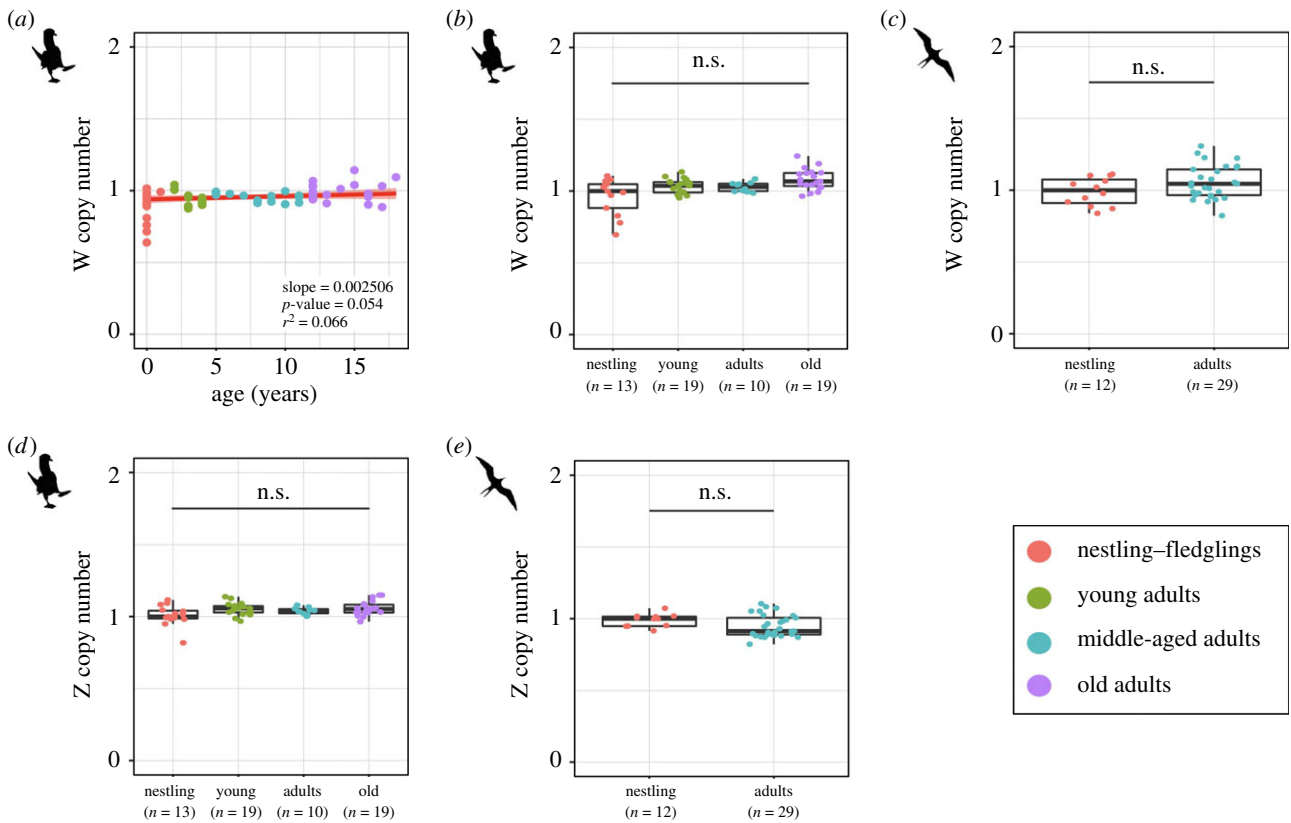 (a)
2
1
0
W copy number
slope = 0.002506
p-value = 0.054
r² = 0.066
0 5 10 15
age (years)
(b)
2
1
0
W copy number
n.s.
nestling young adults old
(n = 13) (n = 19) (n = 10) (n = 19)
(c)
2
1
0
W copy number
n.s.
nestling adults
(n = 12) (n = 29)
(d)
2
1
0
Z copy number
n.s.
nestling young adults old
(n = 13) (n = 19) (n = 10) (n = 19)
(e)
2
1
0
Z copy number
n.s.
nestling adults
(n = 12) (n = 29)
nestling–fledglings
young adults
middle-aged adults
old adults